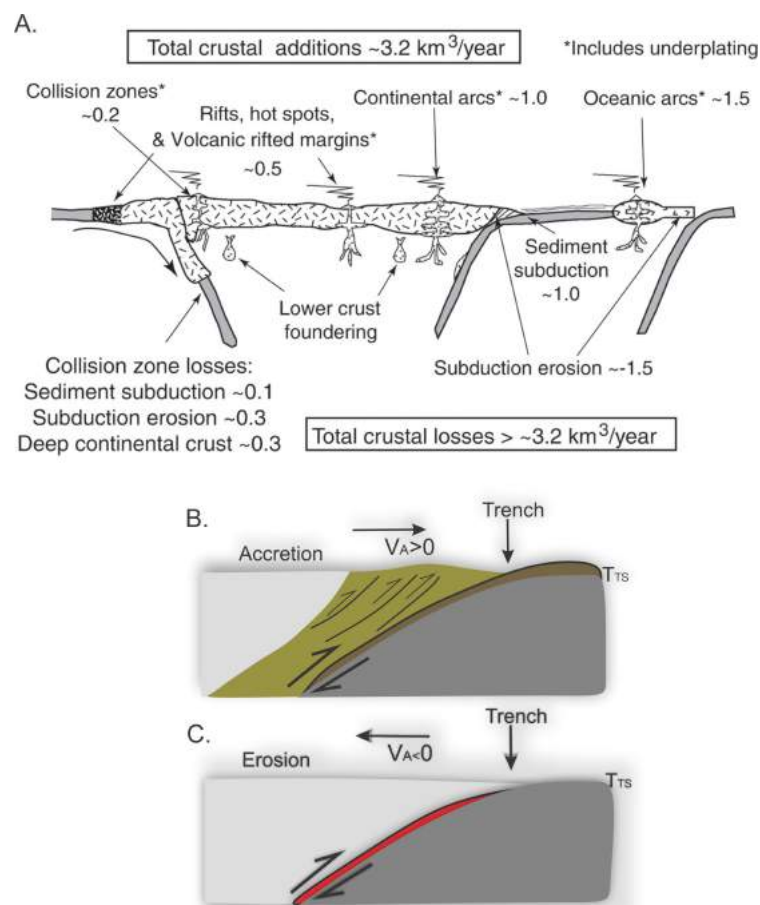 A.
Total crustal additions ~3.2 km³/year
*Includes underplating
Collision zones*
~0.2
Rifts, hot spots,
& Volcanic rifted margins*
~0.5
Continental arcs* ~1.0
Oceanic arcs* ~1.5
Sediment
subduction
~1.0
Lower crust
foundering
Subduction erosion ~-1.5
Collision zone losses:
Sediment subduction ~0.1
Subduction erosion ~0.3
Deep continental crust ~0.3
Total crustal losses > ~3.2 km³/year
B.
Trench
Accretion
VA>0
TTS
C.
Trench
Erosion
VA<0
TTS